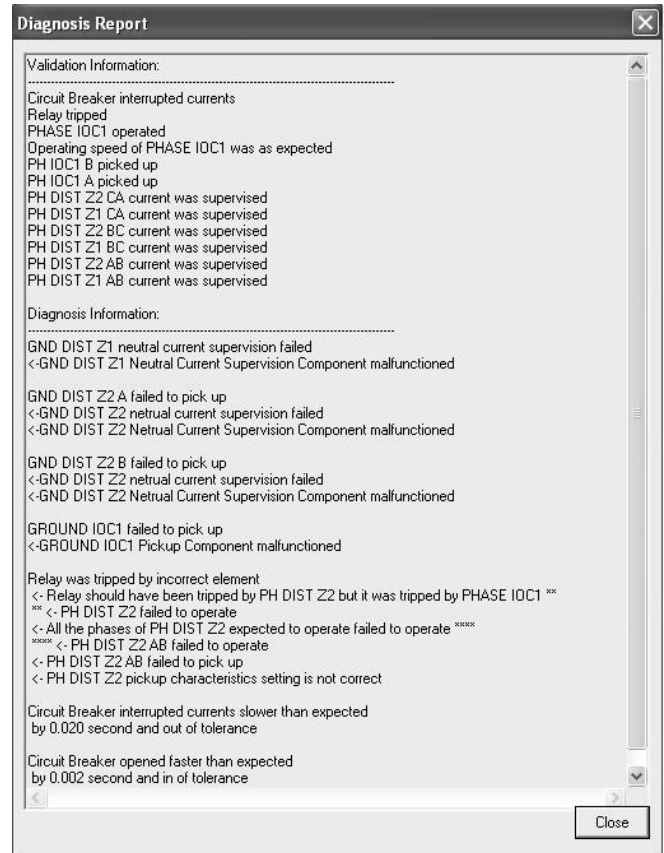 Diagnosis Report
Validation Information:
--------------------------------------------------------------------------------------------
Circuit Breaker interrupted currents
Relay tripped
PHASE IOC1 operated
Operating speed of PHASE IOC1 was as expected
PH IOC1 B picked up
PH IOC1 A picked up
PH DIST Z2 CA current was supervised
PH DIST Z1 CA current was supervised
PH DIST Z2 BC current was supervised
PH DIST Z1 BC current was supervised
PH DIST Z2 AB current was supervised
PH DIST Z1 AB current was supervised
Diagnosis Information:
--------------------------------------------------------------------------------------------
GND DIST Z1 neutral current supervision failed
<-GND DIST Z1 Neutral Current Supervision Component malfunctioned
GND DIST Z2 A failed to pick up
<-GND DIST Z2 netrual current supervision failed
<-GND DIST Z2 Netrual Current Supervision Component malfunctioned
GND DIST Z2 B failed to pick up
<-GND DIST Z2 netrual current supervision failed
<-GND DIST Z2 Netrual Current Supervision Component malfunctioned
GROUND IOC1 failed to pick up
<-GROUND IOC1 Pickup Component malfunctioned
Relay was tripped by incorrect element
<- Relay should have been tripped by PH DIST Z2 but it was tripped by PHASE IOC1 **
** <- PH DIST Z2 failed to operate
<- All the phases of PH DIST Z2 expected to operate failed to operate ****
**** <- PH DIST Z2 AB failed to operate
<- PH DIST Z2 AB failed to pick up
<- PH DIST Z2 pickup characteristics setting is not correct
Circuit Breaker interrupted currents slower than expected
by 0.020 second and out of tolerance
Circuit Breaker opened faster than expected
by 0.002 second and in of tolerance
Close